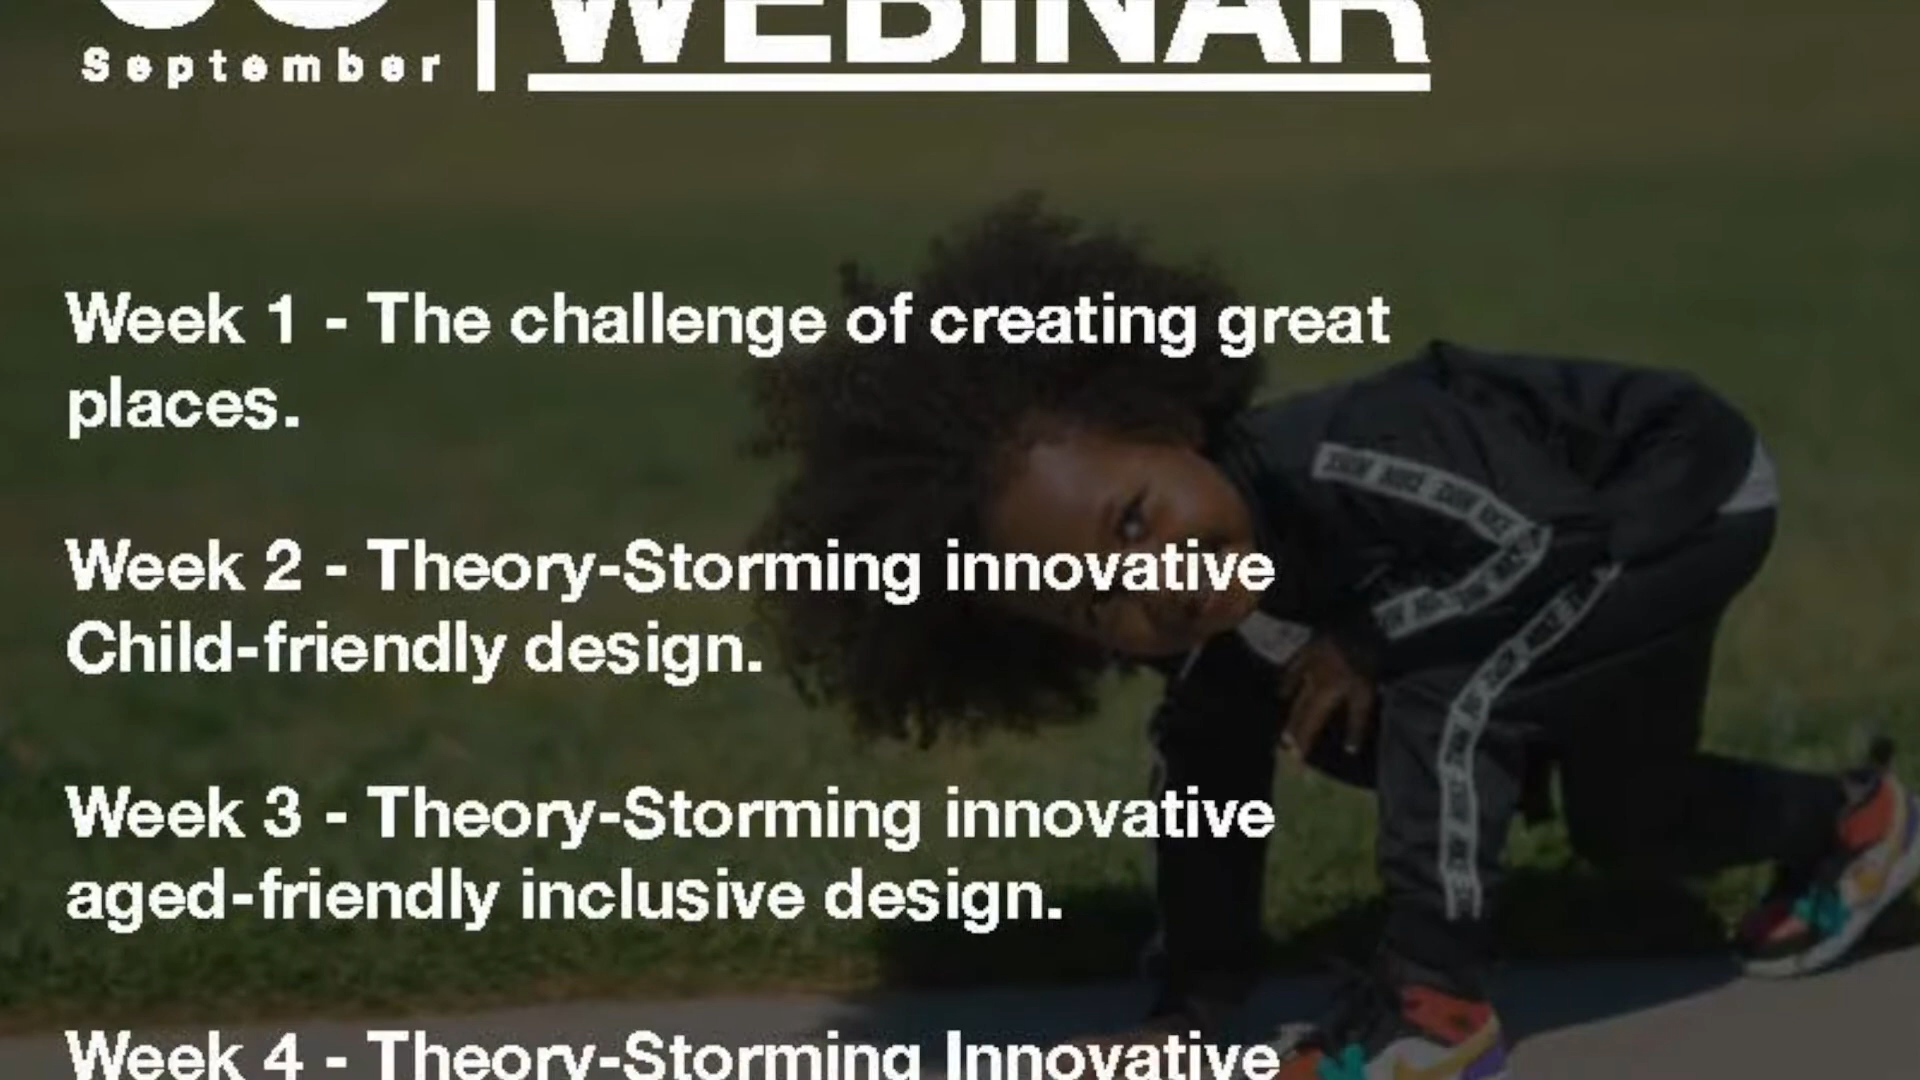 September
WEBINAR
Week 1 - The challenge of creating great
places.
Week 2 - Theory-Storming innovative
Child-friendly design.
Week 3 - Theory-Storming innovative
aged-friendly inclusive design.
Week 4 - Theory-Storming Innovative